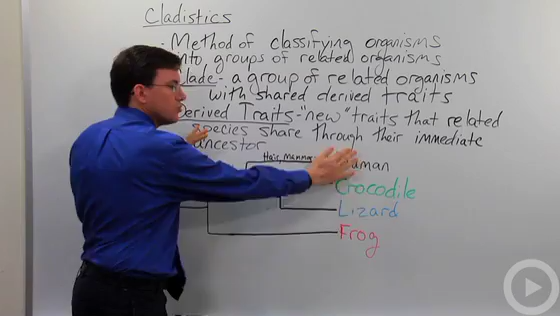 Cladistics
- Method of classifying organisms
into groups of related organisms
Clade - a group of related organisms
with shared derived traits
Derived Traits - "new" traits that related
species share through their immediate
ancestor
Hair,
Human
Crocodile
Lizard
Frog